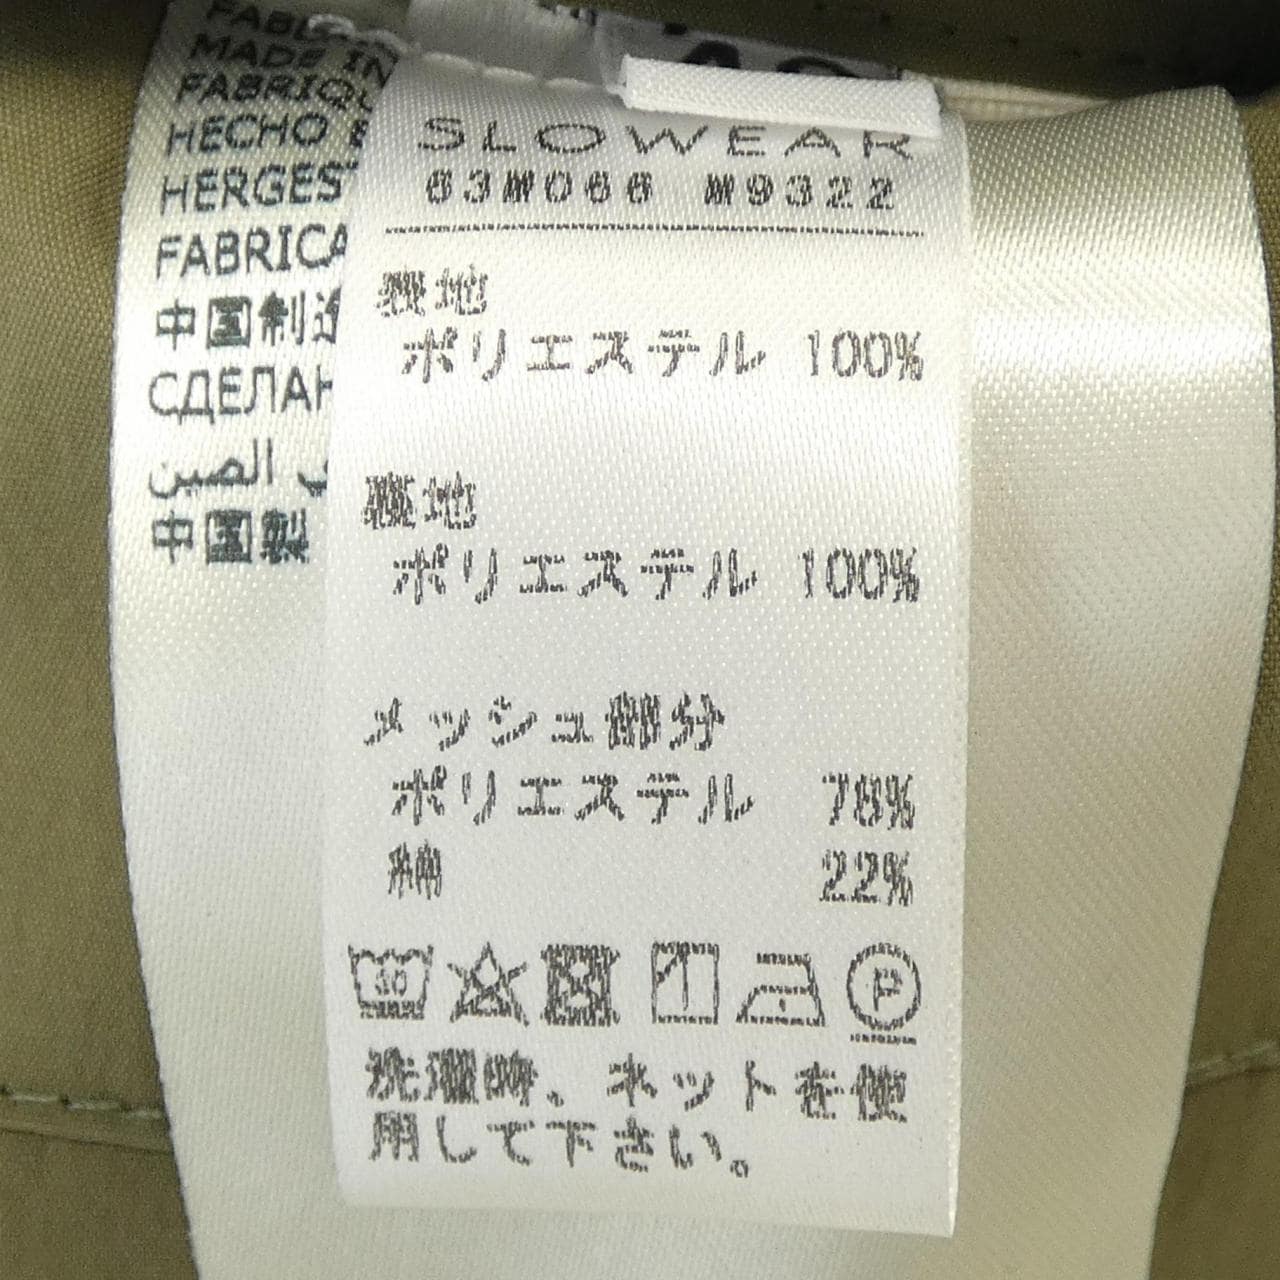 MADE IN
FABRIQU
HECHO E
HERGEST
FABRICA
中国制造
СДЕЛАН
الصين
中国製
SLOWEAR
63M066 M9322
表地
ポリエステル 100%
裏地
ポリエステル 100%
メッシュ部分
ポリエステル 78%
綿 22%
30
P
洗濯時、ネットを使
用して下さい。